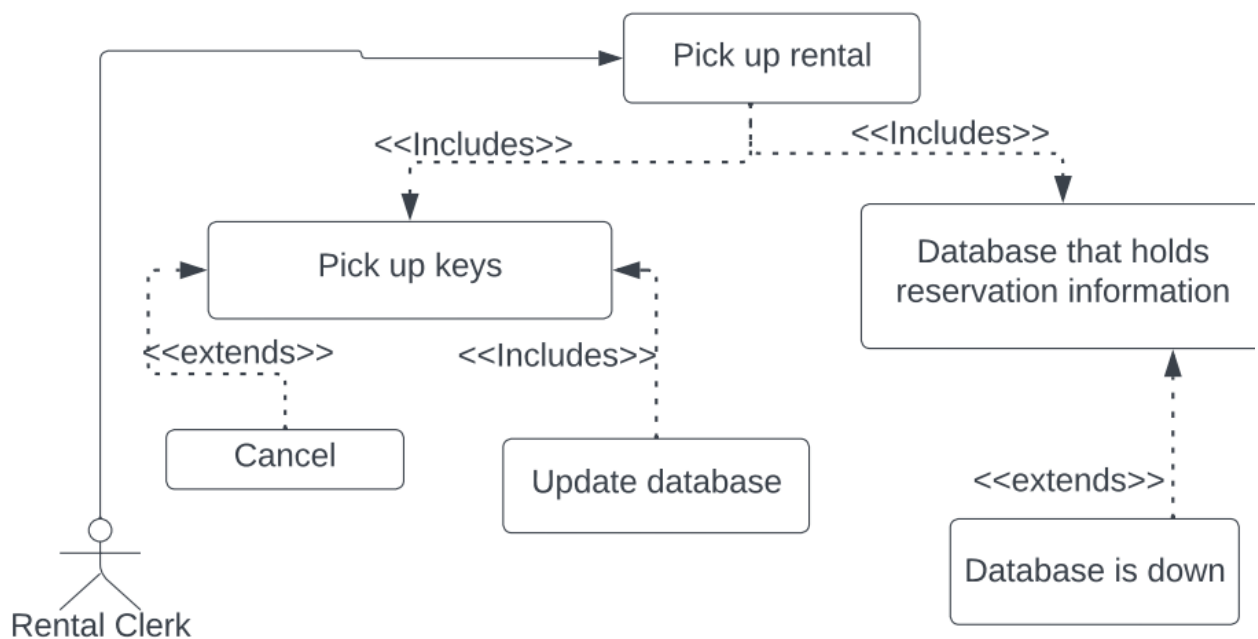 Pick up rental
<<Includes>>
<<Includes>>
Pick up keys
Database that holds
reservation information
<<extends>>
<<Includes>>
Cancel
Update database
<<extends>>
Database is down
Rental Clerk